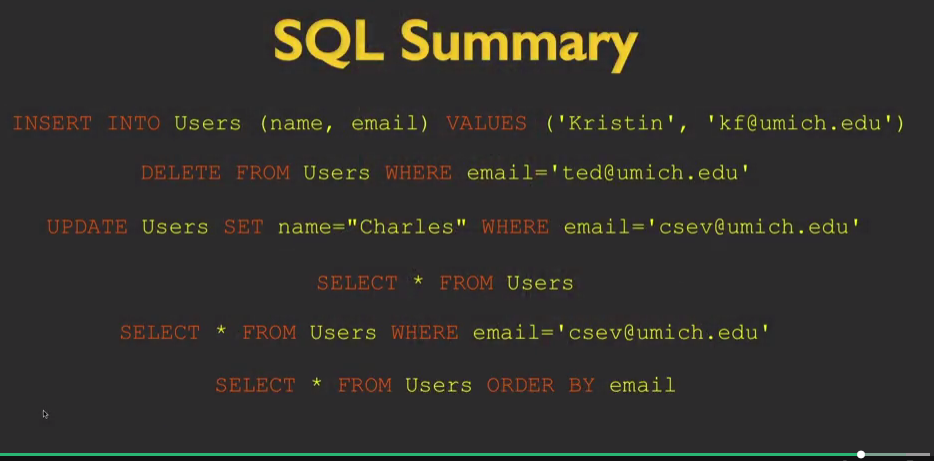 SQL Summary
INSERT INTO Users (name, email) VALUES ('Kristin', 'kf@umich.edu')
DELETE FROM Users WHERE email='ted@umich.edu'
UPDATE Users SET name="Charles" WHERE email='csev@umich.edu'
SELECT * FROM Users
SELECT * FROM Users WHERE email='csev@umich.edu'
SELECT * FROM Users ORDER BY email